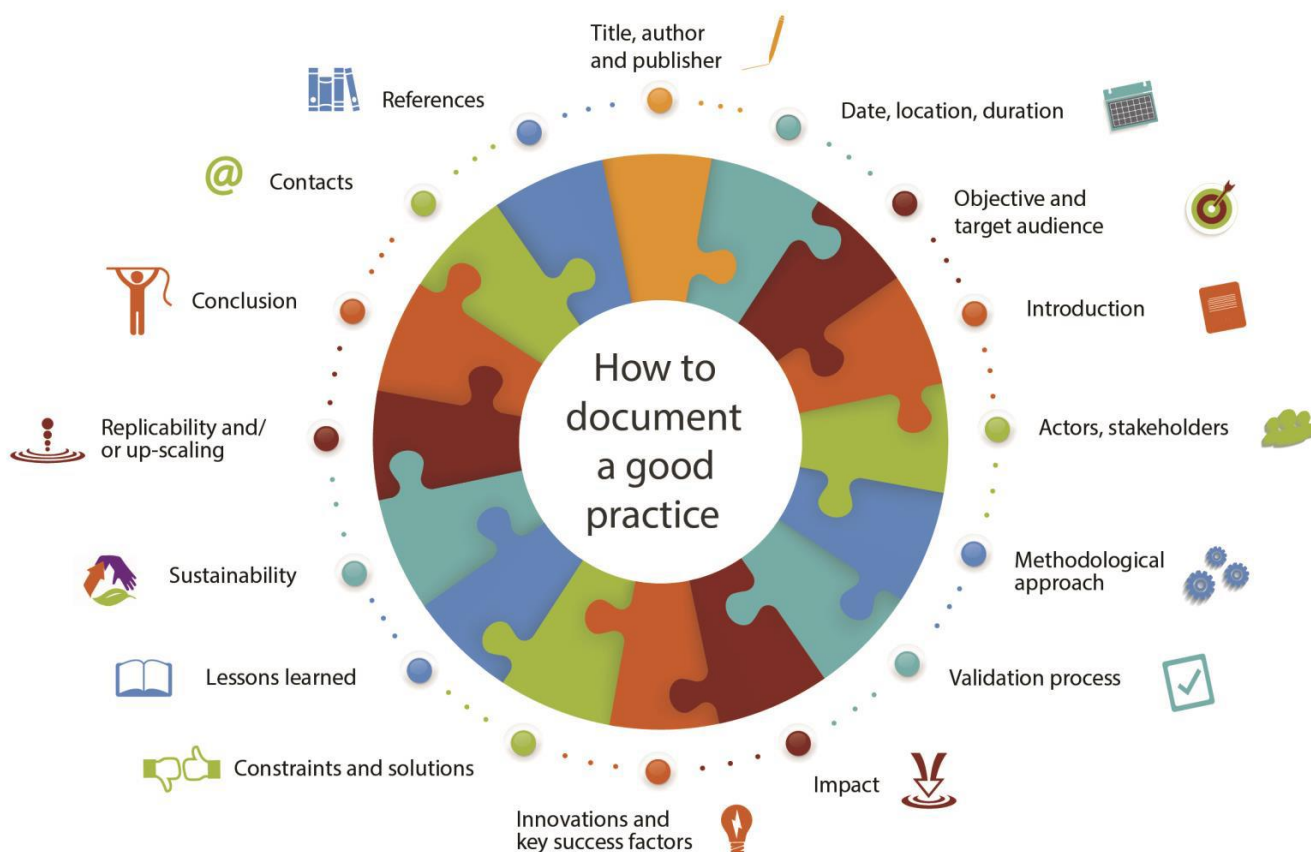 How to
document
a good
practice
Title, author
and publisher
Date, location, duration
Objective and
target audience
Introduction
Actors, stakeholders
Methodological
approach
Validation process
Impact
Innovations and
key success factors
Constraints and solutions
Lessons learned
Sustainability
Replicability and/
or up-scaling
Conclusion
@
Contacts
References